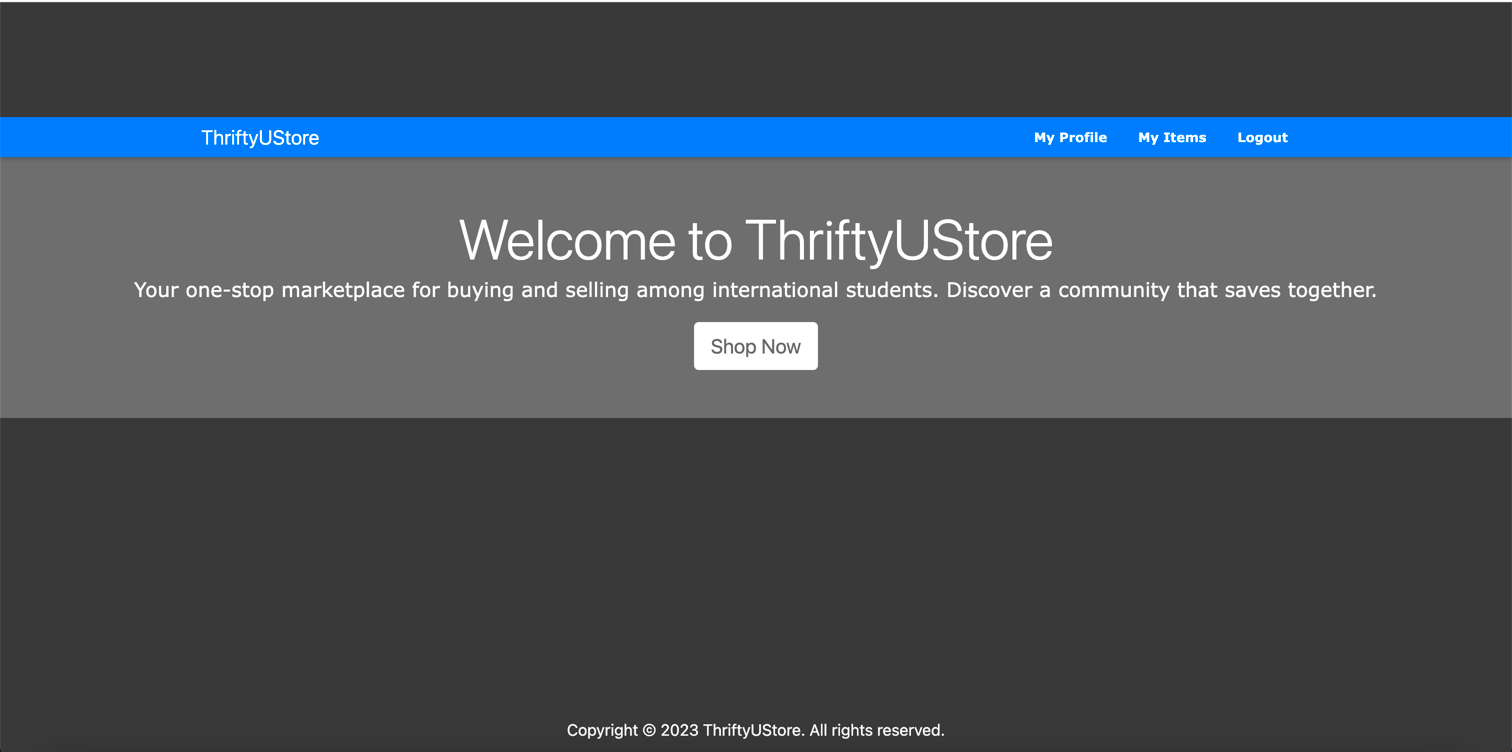 ThriftyUStore My Profile My Items Logout
Welcome to ThriftyUStore
Your one-stop marketplace for buying and selling among international students. Discover a community that saves together.
Shop Now
Copyright © 2023 ThriftyUStore. All rights reserved.